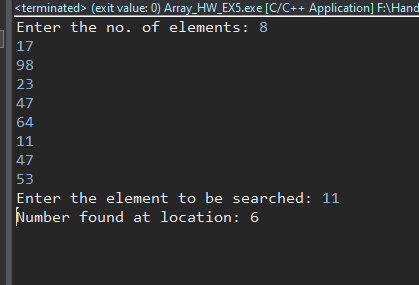 <terminated> (exit value: 0) Array_HW_EX5.exe [C/C++ Application] F:\Hand
Enter the no. of elements: 8
17
98
23
47
64
11
47
53
Enter the element to be searched: 11
Number found at location: 6